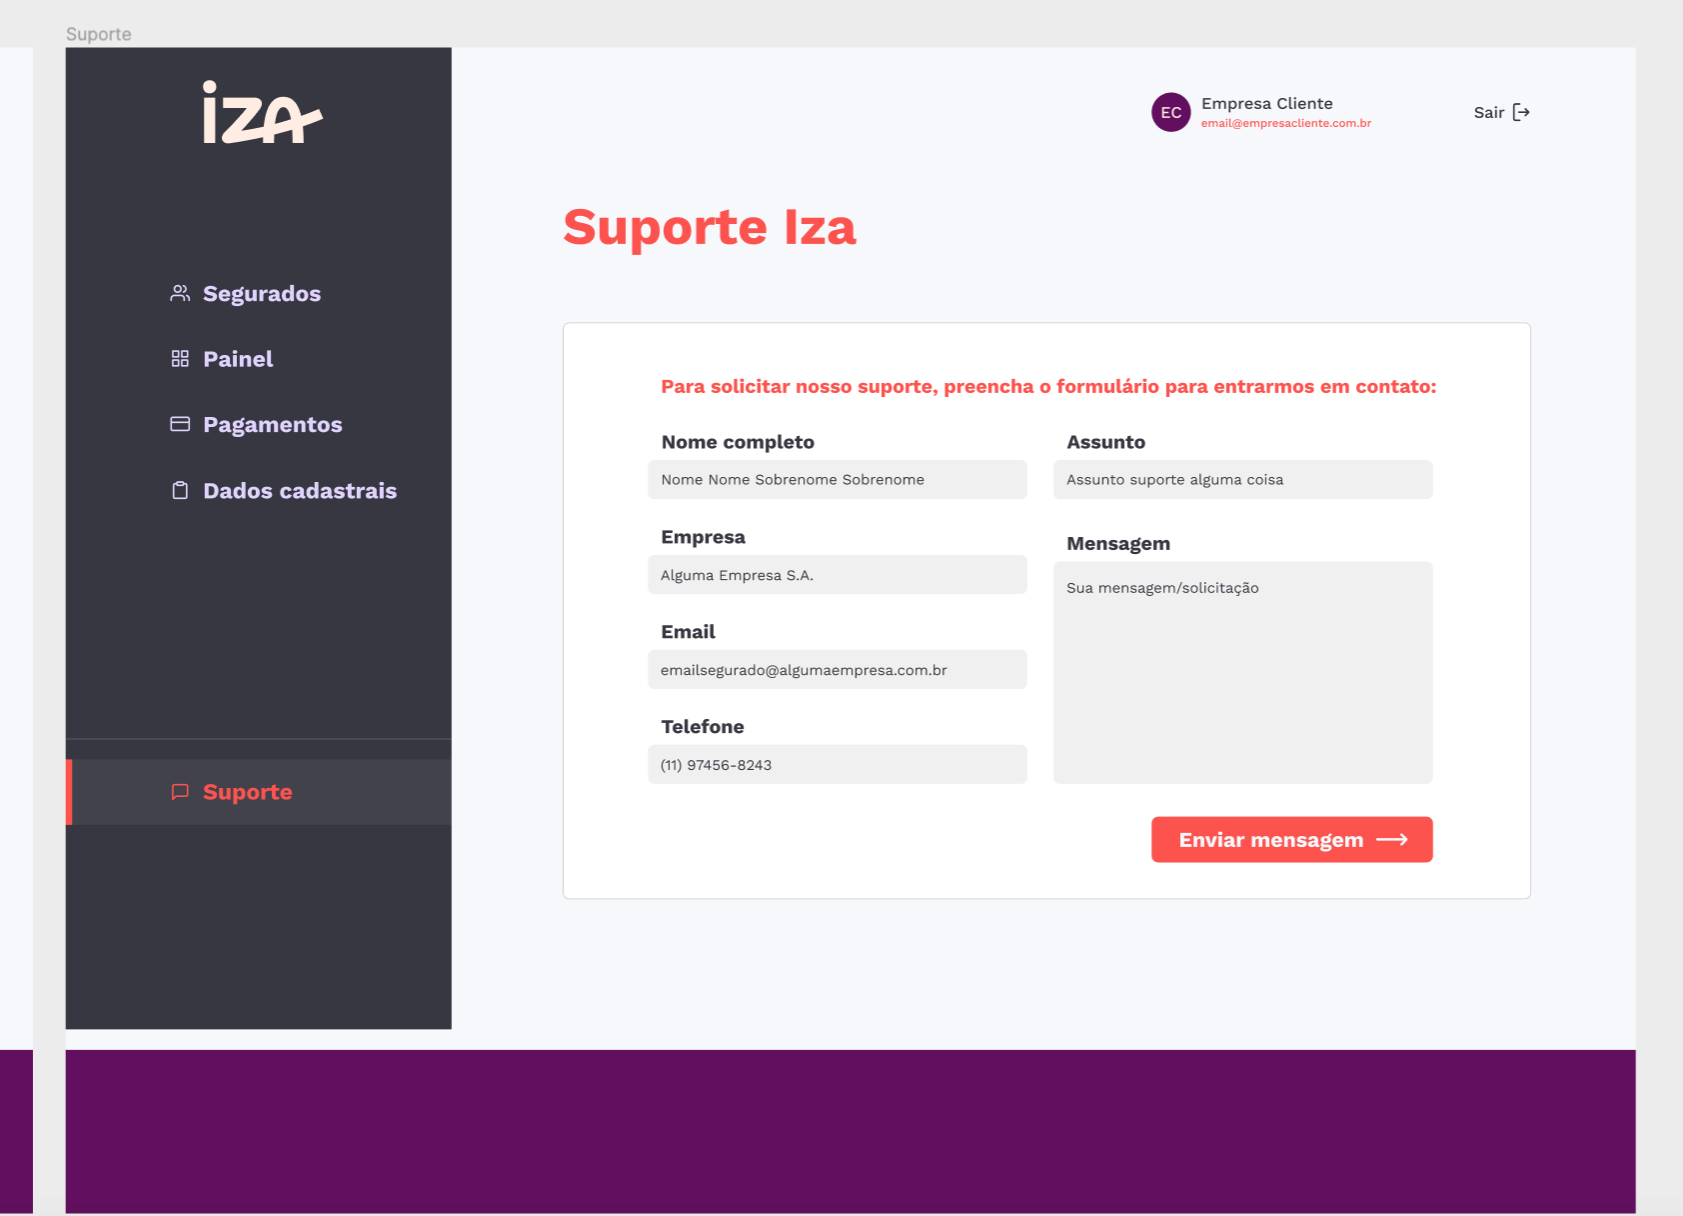 Suporte
iza
EC
Empresa Cliente
email@empresacliente.com.br
Sair
Suporte Iza
Segurados
Painel
Pagamentos
Dados cadastrais
Suporte
Para solicitar nosso suporte, preencha o formulário para entrarmos em contato:
Nome completo
Nome Nome Sobrenome Sobrenome
Empresa
Alguma Empresa S.A.
Email
emailsegurado@algumaempresa.com.br
Telefone
(11) 97456-8243
Assunto
Assunto suporte alguma coisa
Mensagem
Sua mensagem/solicitação
Enviar mensagem